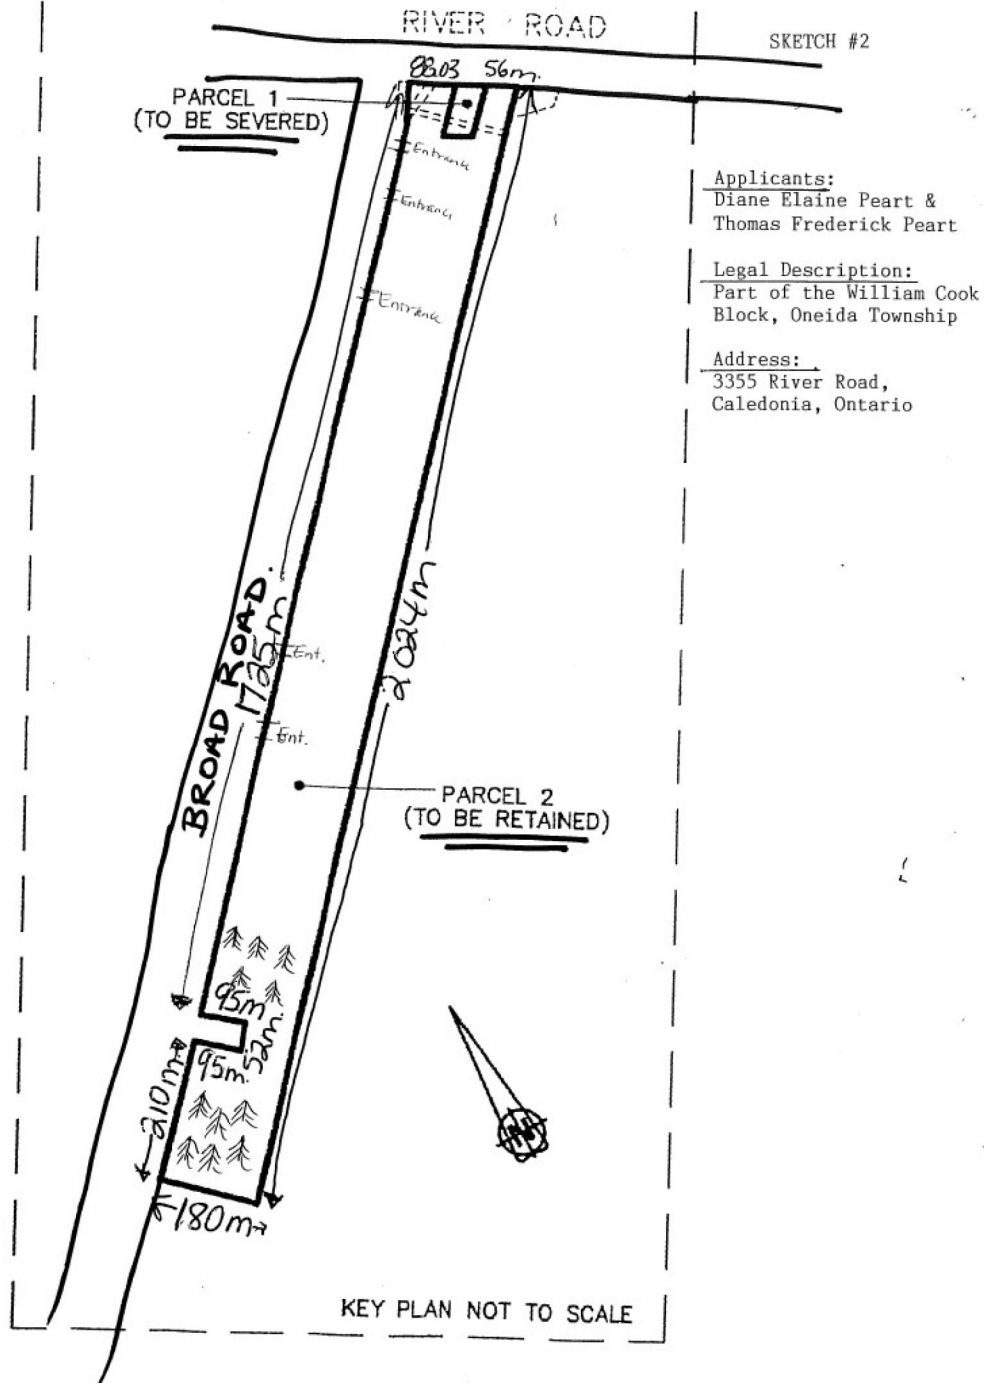 RIVER ROAD
SKETCH #2
88.03 56m.
PARCEL 1
(TO BE SEVERED)
Entrance
Entrance
Entrance
Applicants:
Diane Elaine Peart &
Thomas Frederick Peart
Legal Description:
Part of the William Cook
Block, Oneida Township
Address:
3355 River Road,
Caledonia, Ontario
BROAD ROAD.
1725m
2024m
Ent.
Ent.
PARCEL 2
(TO BE RETAINED)
95m
52m.
95m.
210m
180m
KEY PLAN NOT TO SCALE